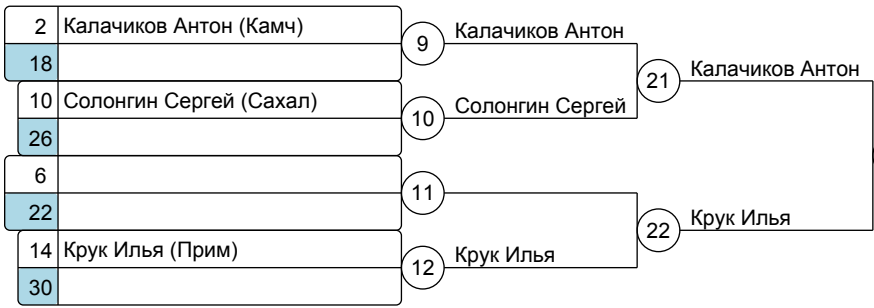 2 Калачиков Антон (Камч)
18
9 Калачиков Антон
10 Солонгин Сергей (Сахал)
26
10 Солонгин Сергей
21 Калачиков Антон
6
22
11
14 Крук Илья (Прим)
30
12 Крук Илья
22 Крук Илья